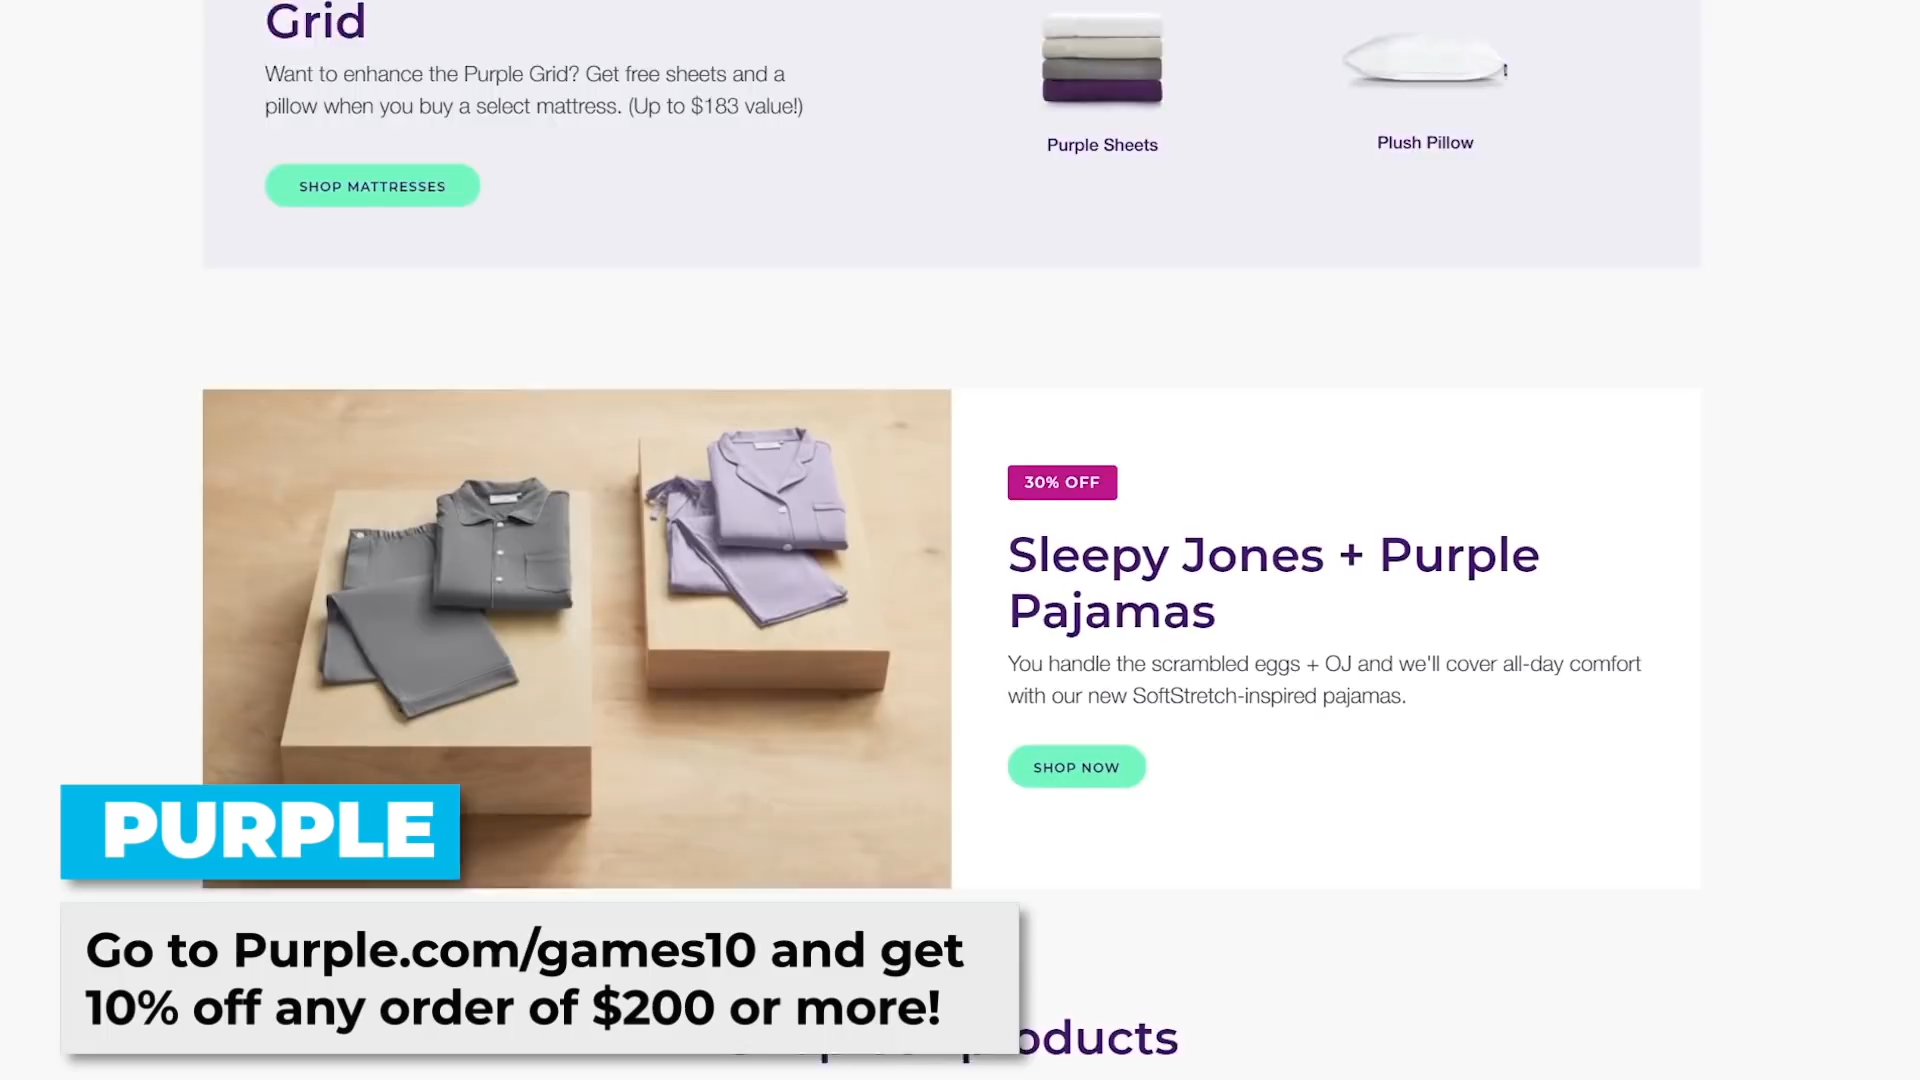 Grid
Want to enhance the Purple Grid? Get free sheets and a
pillow when you buy a select mattress. (Up to $183 value!)
SHOP MATTRESSES
Purple Sheets
Plush Pillow
30% OFF
Sleepy Jones + Purple
Pajamas
You handle the scrambled eggs + OJ and we'll cover all-day comfort
with our new SoftStretch-inspired pajamas.
SHOP NOW
PURPLE
Go to Purple.com/games10 and get
10% off any order of $200 or more!